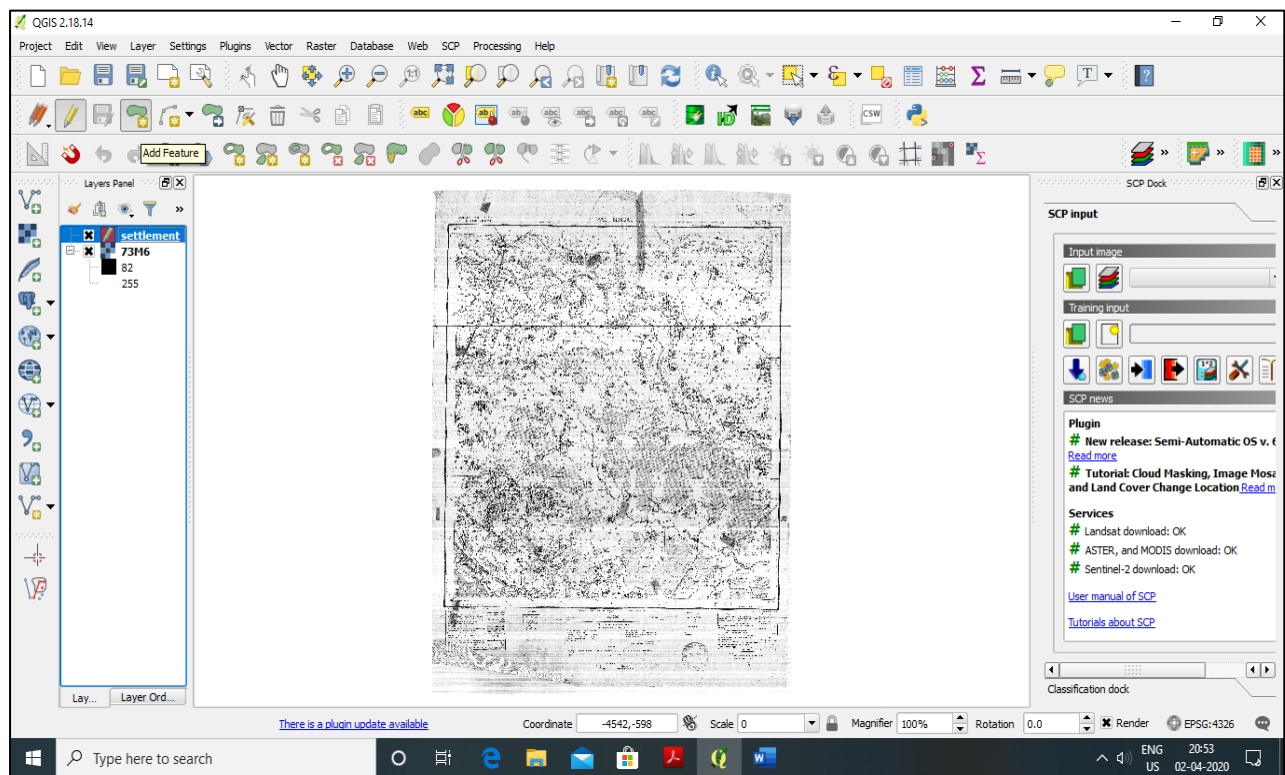 QGIS 2.18.14
Project Edit View Layer Settings Plugins Vector Raster Database Web SCP Processing Help
Add Feature
Layers Panel
settlement
73M6
82
255
Lay... Layer Ord...
SCP Dock
SCP input
Input image
Training input
SCP news
Plugin
# New release: Semi-Automatic OS v. 6
Read more
# Tutorial: Cloud Masking, Image Mosa
and Land Cover Change Location Read m
Services
# Landsat download: OK
# ASTER, and MODIS download: OK
# Sentinel-2 download: OK
User manual of SCP
Tutorials about SCP
Classification dock
There is a plugin update available Coordinate -4542,-598 Scale 0 Magnifier 100% Rotation 0.0 Render EPSG:4326
Type here to search
ENG 20:53
US 02-04-2020